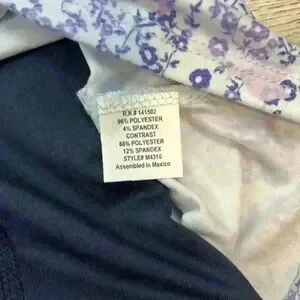 R.N.# 141502
96% POLYESTER
4% SPANDEX
CONTRAST
88% POLYESTER
12% SPANDEX
STYLE# M4310
Assembled in Mexico